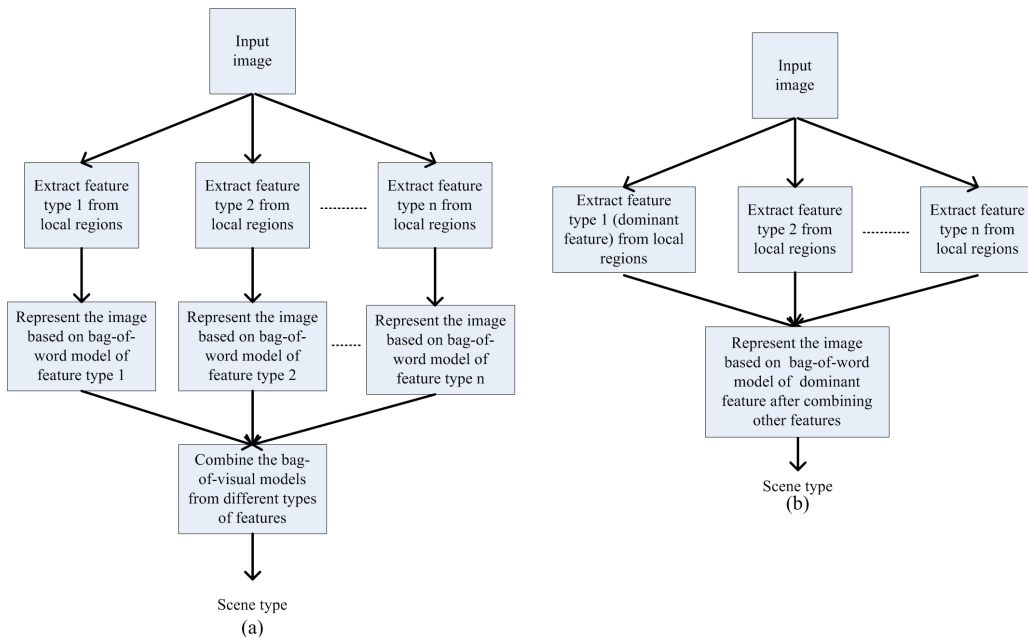 Input
image
Extract feature
type 1 from
local regions
Extract feature
type 2 from
local regions
Extract feature
type n from
local regions
Represent the image
based on bag-of-
word model of
feature type 1
Represent the image
based on bag-of-
word model of
feature type 2
Represent the image
based on bag-of-
word model of
feature type n
Combine the bag-
of-visual models
from different types
of features
Scene type
(a)
Input
image
Extract feature
type 1 (dominant
feature) from local
regions
Extract feature
type 2 from
local regions
Extract feature
type n from
local regions
Represent the image
based on bag-of-word
model of dominant
feature after combining
other features
Scene type
(b)